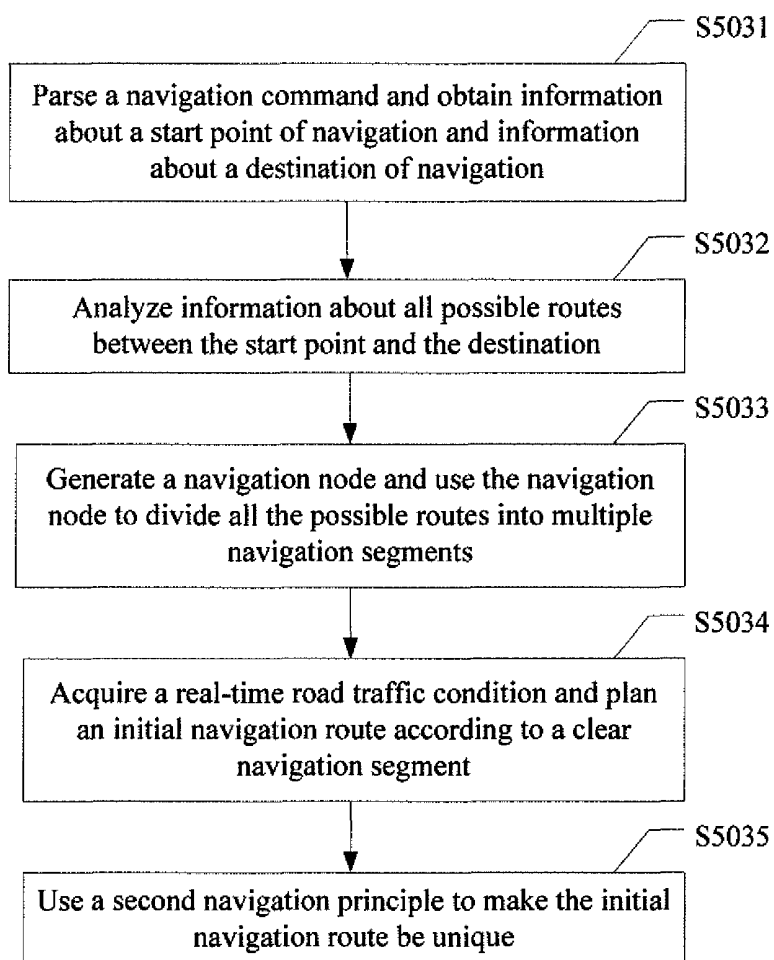 S5031
Parse a navigation command and obtain information
about a start point of navigation and information
about a destination of navigation
S5032
Analyze information about all possible routes
between the start point and the destination
S5033
Generate a navigation node and use the navigation
node to divide all the possible routes into multiple
navigation segments
S5034
Acquire a real-time road traffic condition and plan
an initial navigation route according to a clear
navigation segment
S5035
Use a second navigation principle to make the initial
navigation route be unique